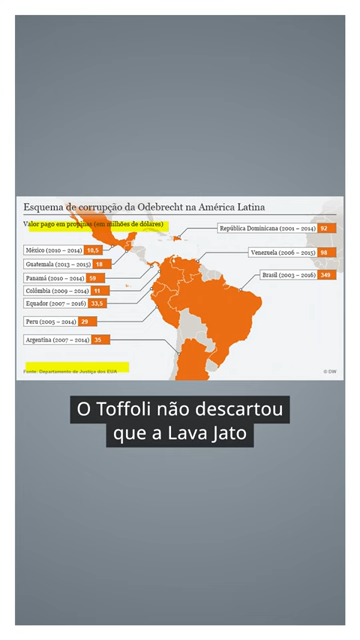 Esquema de corrupção da Odebrecht na América Latina
Valor pago em propinas (em milhões de dólares)
República Dominicana (2001 – 2014) 92
México (2010 – 2014) 10,5
Venezuela (2006 – 2015) 98
Guatemala (2013 – 2015) 18
Panamá (2010 – 2014) 59
Brasil (2003 – 2016) 349
Colômbia (2009 – 2014) 11
Equador (2007 – 2016) 33,5
Peru (2005 – 2014) 29
Argentina (2007 – 2014) 35
Fonte: Departamento de Justiça dos EUA
© DW
O Toffoli não descartou
que a Lava Jato